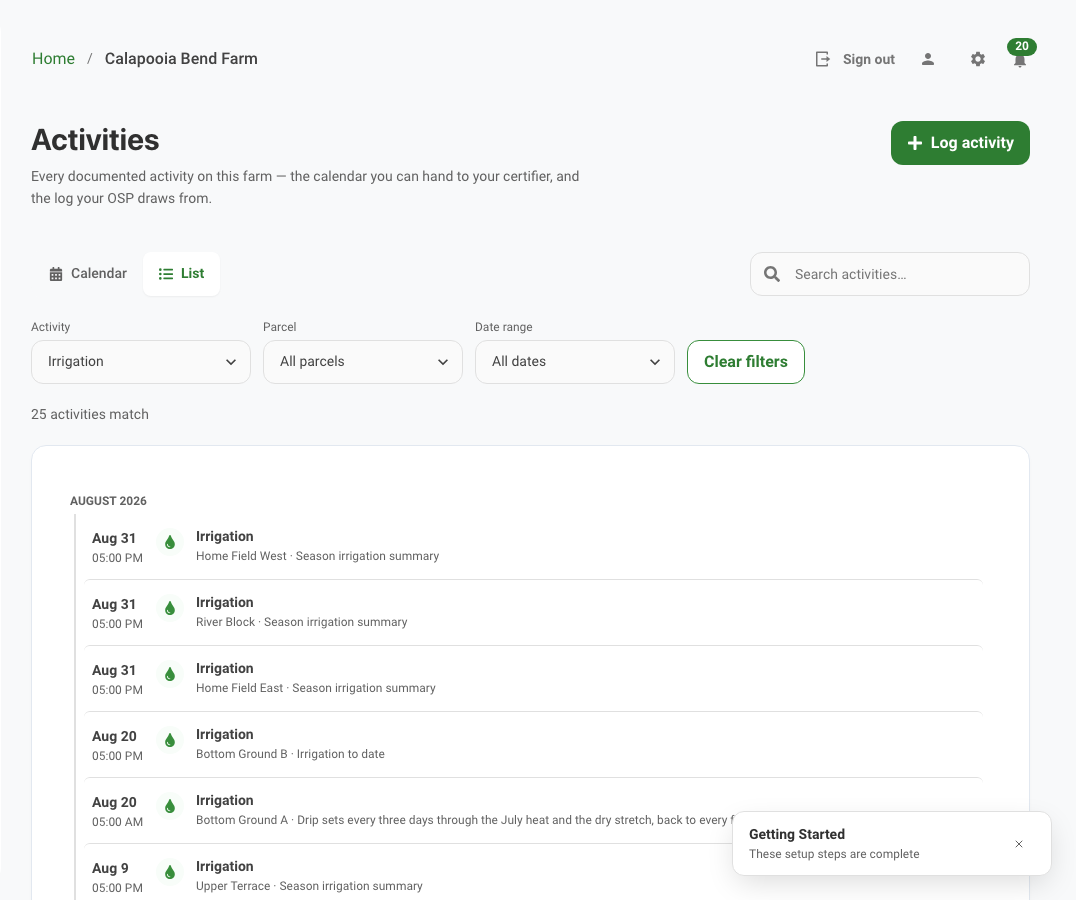 Home / Calapooia Bend Farm
Sign out
20
Activities
Log activity
Every documented activity on this farm — the calendar you can hand to your certifier, and
the log your OSP draws from.
Calendar
List
Search activities…
Activity
Parcel
Date range
Irrigation
All parcels
All dates
Clear filters
25 activities match
AUGUST 2026
Aug 31
05:00 PM
Irrigation
Home Field West · Season irrigation summary
Aug 31
05:00 PM
Irrigation
River Block · Season irrigation summary
Aug 31
05:00 PM
Irrigation
Home Field East · Season irrigation summary
Aug 20
05:00 PM
Irrigation
Bottom Ground B · Irrigation to date
Aug 20
05:00 AM
Irrigation
Bottom Ground A · Drip sets every three days through the July heat and the dry stretch, back to every
Aug 9
05:00 PM
Irrigation
Upper Terrace · Season irrigation summary
Getting Started
These setup steps are complete